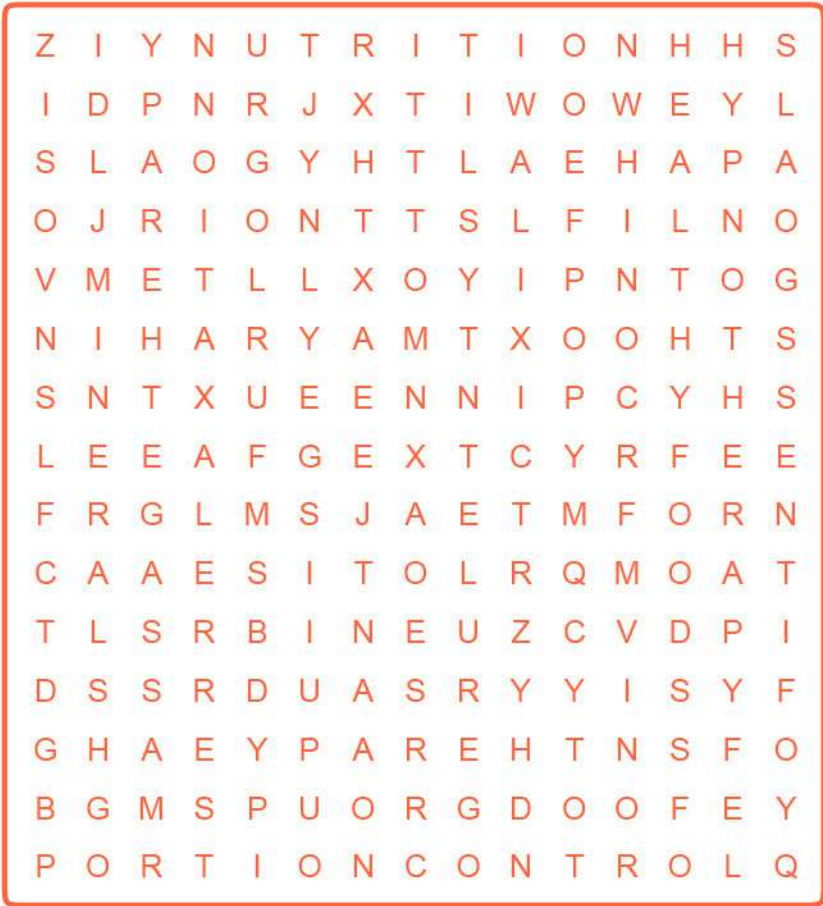 Z I Y N U T R I T I O N H H S
I D P N R J X T I W O W E Y L
S L A O G Y H T L A E H A P A
O J R I O N T T S L F I L N O
V M E T L L X O Y I P N T O G
N I H A R Y A M T X O O H T S
S N T X U E E N N I P C Y H S
L E E A F G E X T C Y R F E E
F R G L M S J A E T M F O R N
C A A E S I T O L R Q M O A T
T L S R B I N E U Z C V D P I
D S S R D U A S R Y Y I S Y F
G H A E Y P A R E H T N S F O
B G M S P U O R G D O O F E Y
P O R T I O N C O N T R O L Q